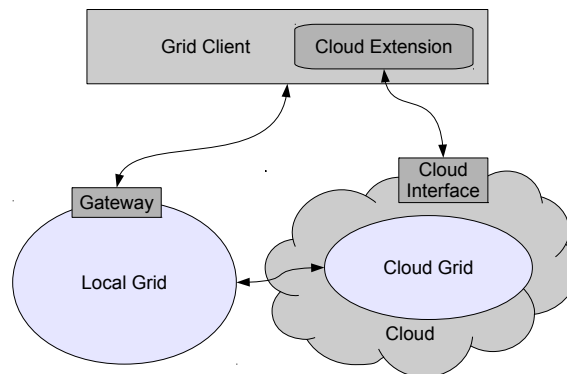 Grid Client
Cloud Extension
Cloud
Interface
Gateway
Local Grid
Cloud Grid
Cloud